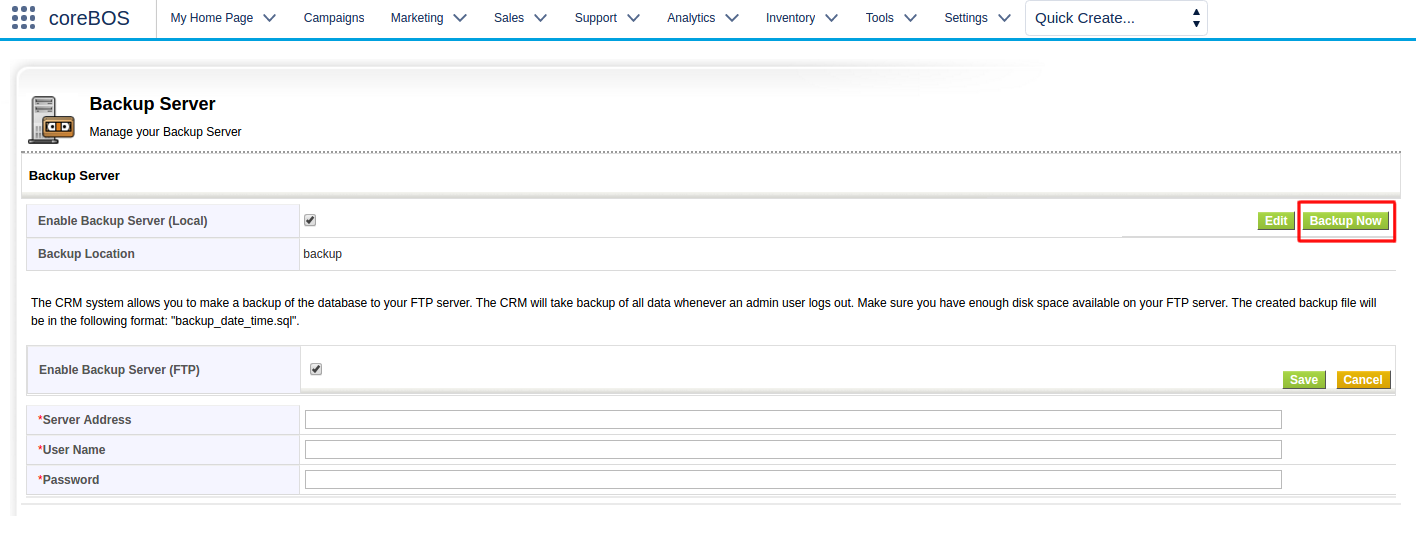 coreBOS My Home Page Campaigns Marketing Sales Support Analytics Inventory Tools Settings Quick Create...
Backup Server
Manage your Backup Server
Backup Server
Enable Backup Server (Local) Edit Backup Now
Backup Location backup
The CRM system allows you to make a backup of the database to your FTP server. The CRM will take backup of all data whenever an admin user logs out. Make sure you have enough disk space available on your FTP server. The created backup file will
be in the following format: "backup_date_time.sql".
Enable Backup Server (FTP)
Save Cancel
*Server Address
*User Name
*Password